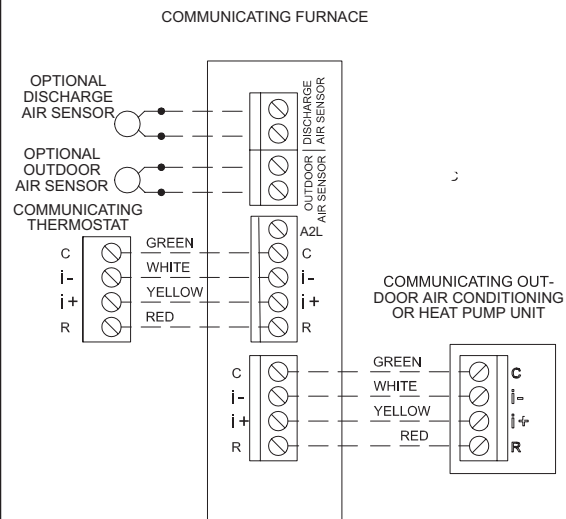 COMMUNICATING FURNACE
OPTIONAL
DISCHARGE
AIR SENSOR
DISCHARGE
AIR SENSOR
OPTIONAL
OUTDOOR
AIR SENSOR
OUTDOOR
AIR SENSOR
COMMUNICATING
THERMOSTAT
A2L
C GREEN C
i- WHITE i-
i+ YELLOW i+
R RED R
COMMUNICATING OUT-
DOOR AIR CONDITIONING
OR HEAT PUMP UNIT
C GREEN C
i- WHITE i-
i+ YELLOW i+
R RED R